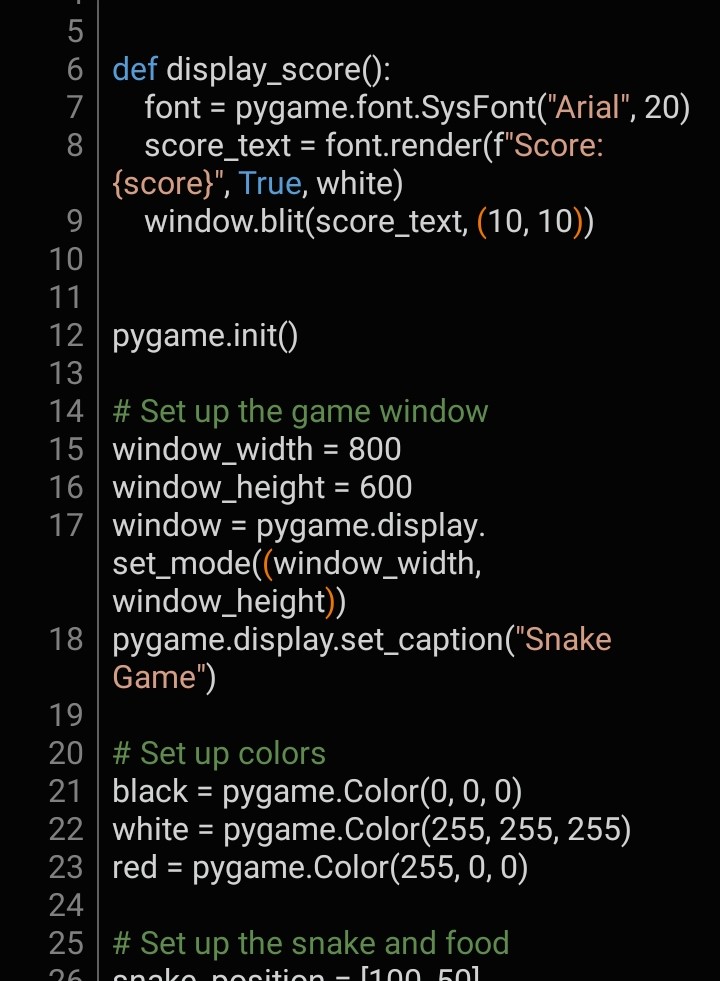 5
6 def display_score():
7     font = pygame.font.SysFont("Arial", 20)
8     score_text = font.render(f"Score:
{score}", True, white)
9     window.blit(score_text, (10, 10))
10
11
12 pygame.init()
13
14 # Set up the game window
15 window_width = 800
16 window_height = 600
17 window = pygame.display.
set_mode((window_width,
window_height))
18 pygame.display.set_caption("Snake
Game")
19
20 # Set up colors
21 black = pygame.Color(0, 0, 0)
22 white = pygame.Color(255, 255, 255)
23 red = pygame.Color(255, 0, 0)
24
25 # Set up the snake and food
26 snake_position = [100, 50]